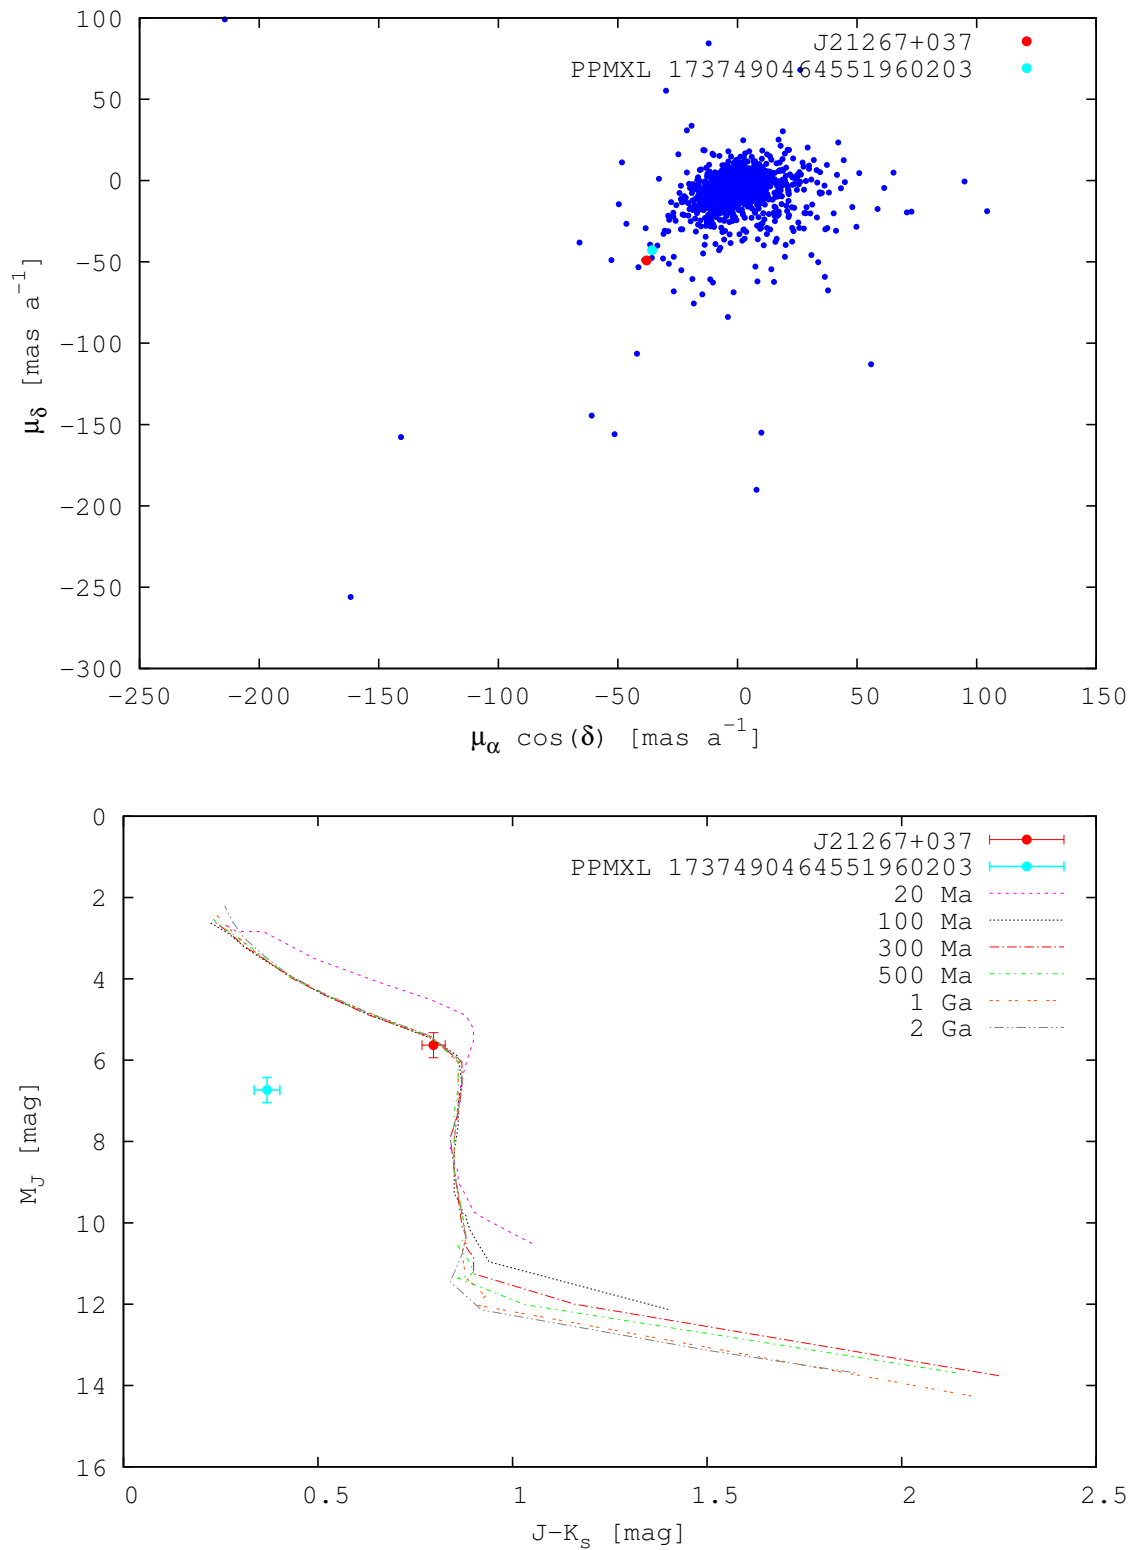 100
50
0
−50
−100
−150
−200
−250
−300
μδ [mas a−1]
J21267+037
PPMXL 1737490464551960203
−250 −200 −150 −100 −50 0 50 100 150
μα cos(δ) [mas a−1]
0
2
4
6
8
10
12
14
16
MJ [mag]
J21267+037
PPMXL 1737490464551960203
20 Ma
100 Ma
300 Ma
500 Ma
1 Ga
2 Ga
0 0.5 1 1.5 2 2.5
J−Ks [mag]